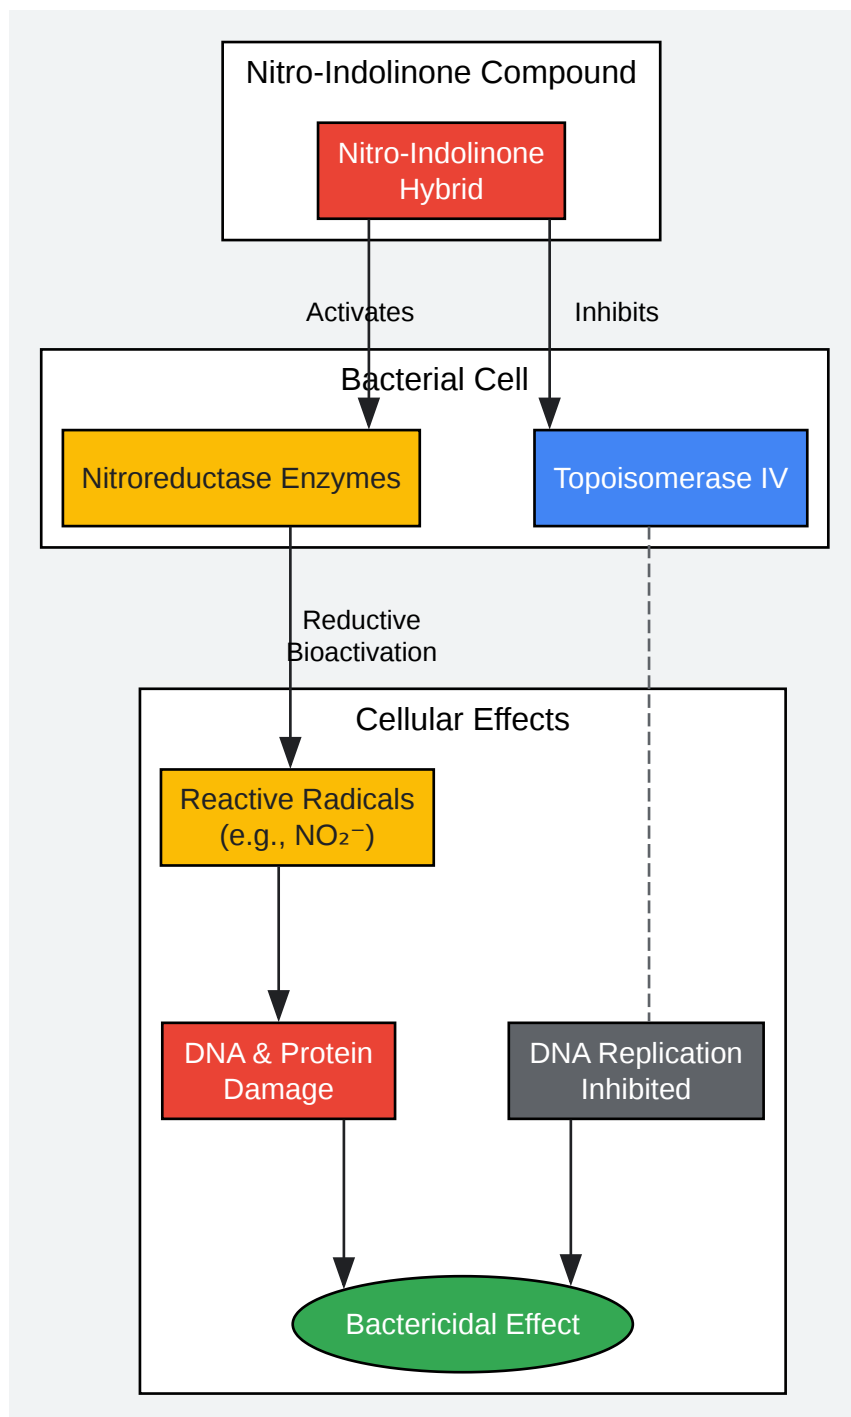 Nitro-Indolinone Compound
Nitro-Indolinone
Hybrid
Activates
Inhibits
Bacterial Cell
Nitroreductase Enzymes
Topoisomerase IV
Reductive
Bioactivation
Cellular Effects
Reactive Radicals
(e.g., NO₂⁻)
DNA & Protein
Damage
DNA Replication
Inhibited
Bactericidal Effect